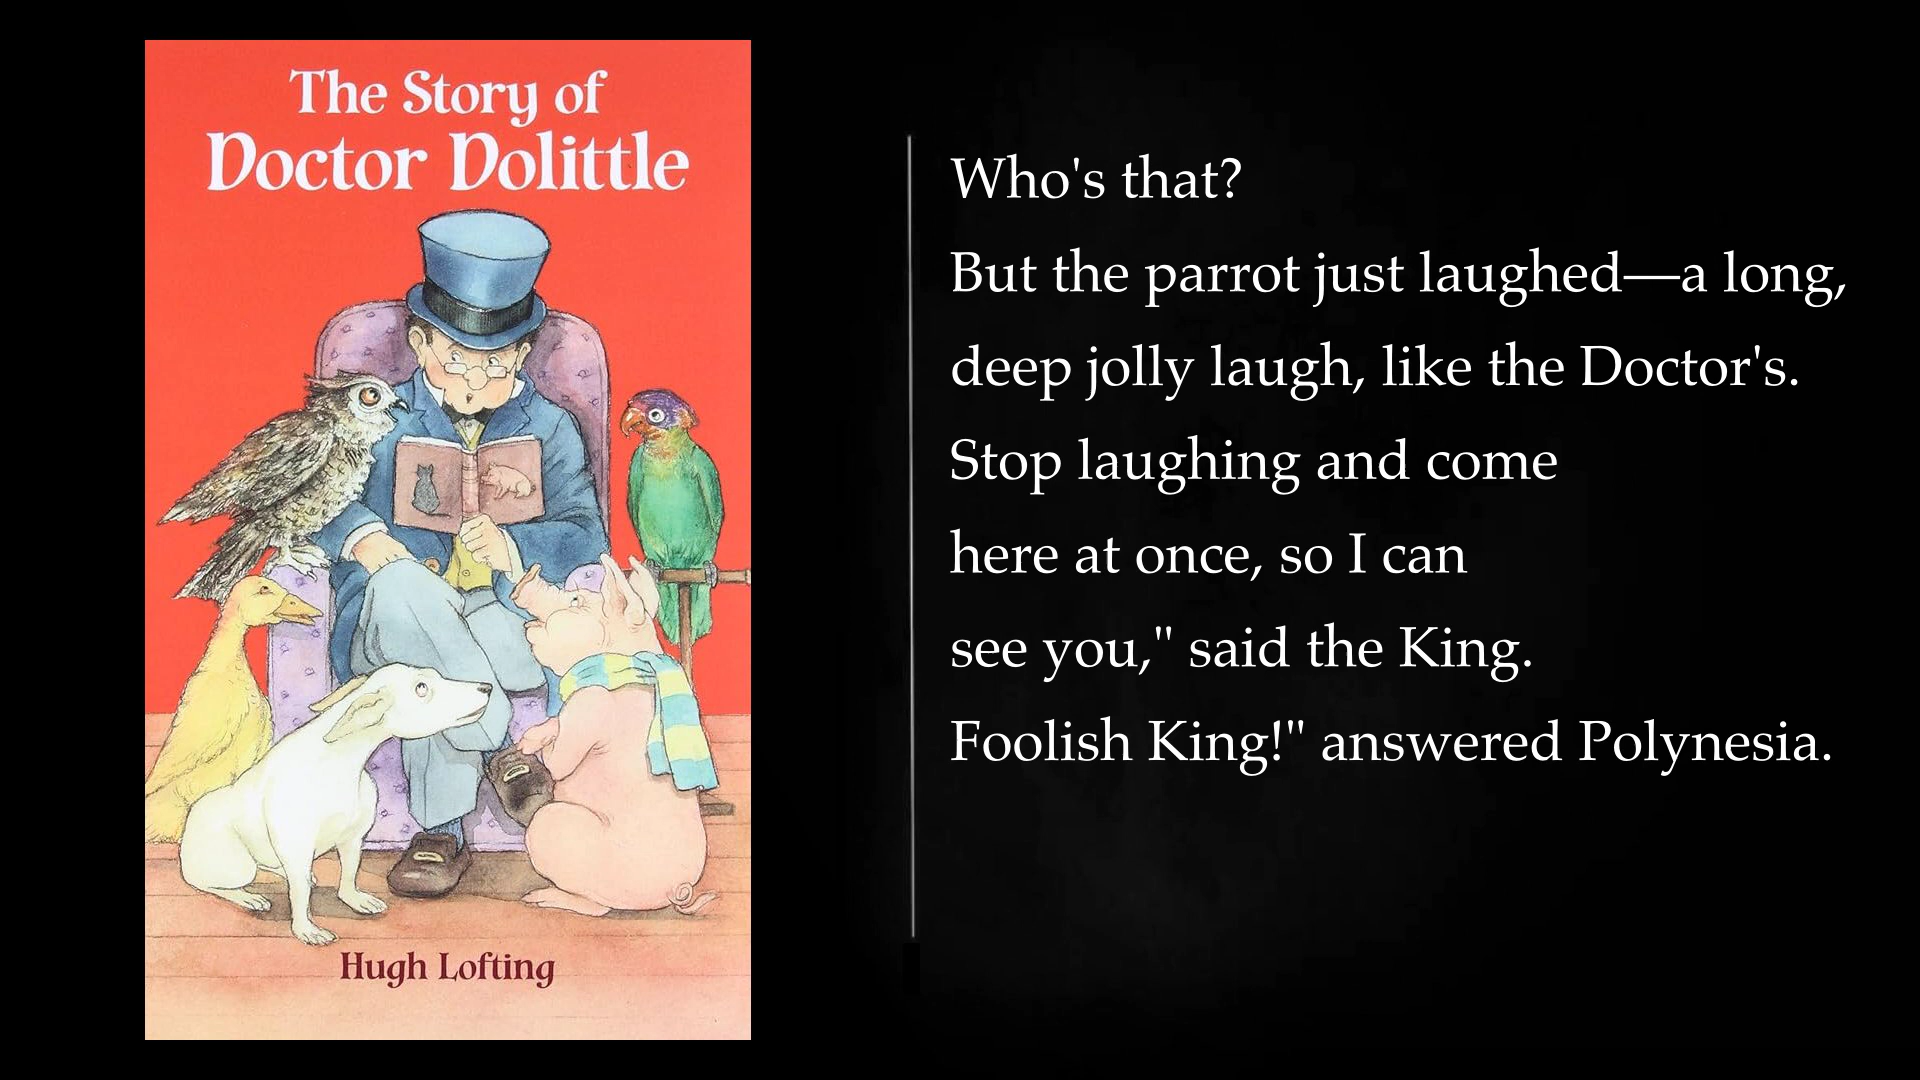 The Story of
Doctor Dolittle
Hugh Lofting
Who's that?
But the parrot just laughed—a long,
deep jolly laugh, like the Doctor's.
Stop laughing and come
here at once, so I can
see you," said the King.
Foolish King!" answered Polynesia.